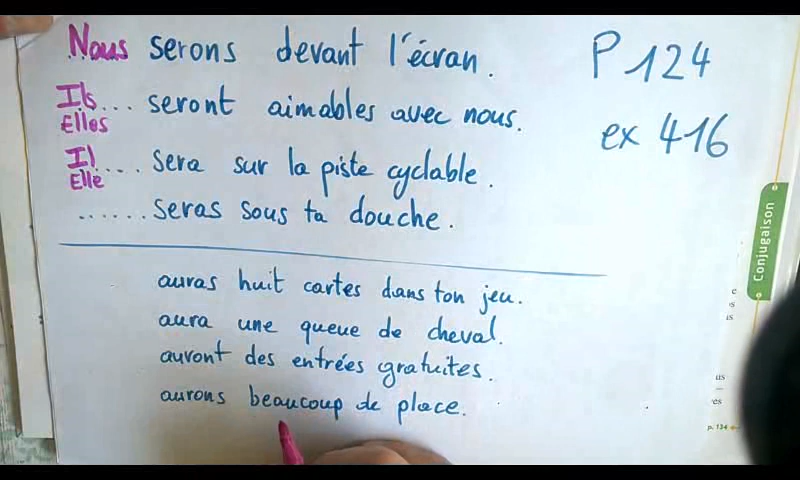 Nous serons devant l'écran.
P 124
Ils... seront aimables avec nous.
Elles
ex 416
Il.... sera sur la piste cyclable.
Elle
...... seras sous ta douche.
Conjugaison
auras huit cartes dans ton jeu.
aura une queue de cheval.
auront des entrées gratuites.
aurons beaucoup de place.
p. 134